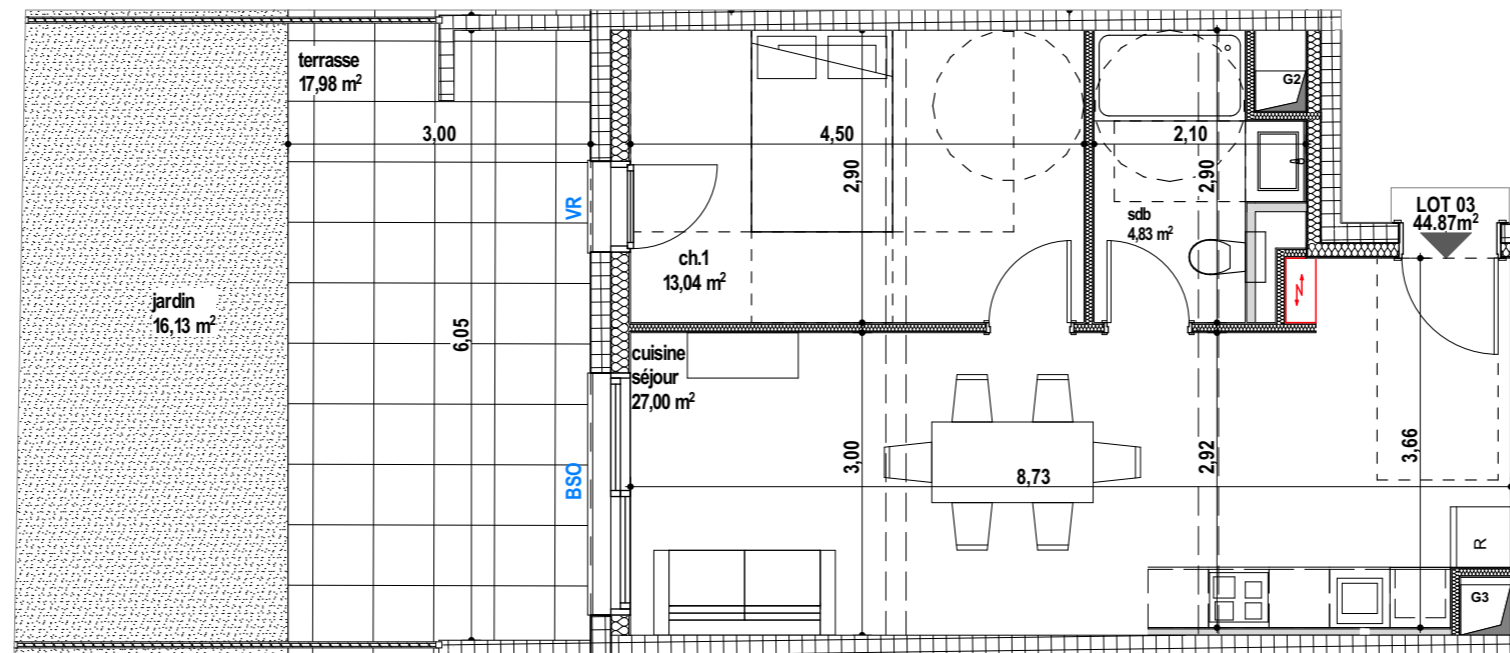 terrasse
17,98 m²
3,00
6,05
jardin
16,13 m²
VR
BSO
4,50
2,90
ch.1
13,04 m²
2,10
2,90
sdb
4,83 m²
G2
LOT 03
44.87m²
cuisine
séjour
27,00 m²
3,00
8,73
2,92
3,66
R
G3